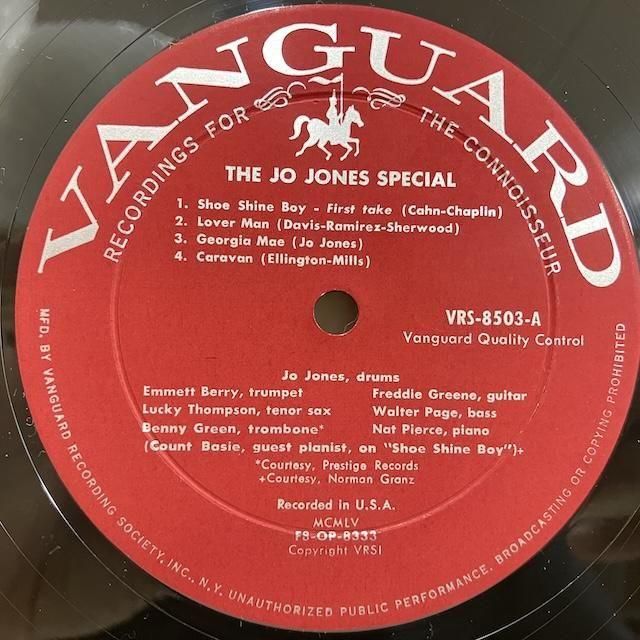 VANGUARD
RECORDINGS FOR THE CONNOISSEUR
THE JO JONES SPECIAL
1. Shoe Shine Boy - First take (Cahn-Chaplin)
2. Lover Man (Davis-Ramirez-Sherwood)
3. Georgia Mae (Jo Jones)
4. Caravan (Ellington-Mills)
VRS-8503-A
Vanguard Quality Control
Jo Jones, drums
Emmett Berry, trumpet Freddie Greene, guitar
Lucky Thompson, tenor sax Walter Page, bass
Benny Green, trombone* Nat Pierce, piano
(Count Basie, guest pianist, on "Shoe Shine Boy")+
*Courtesy, Prestige Records
+Courtesy, Norman Granz
Recorded in U.S.A.
MCMLV
FS-OP-8333
Copyright VRSI
MFD. BY VANGUARD RECORDING SOCIETY, INC., N.Y. UNAUTHORIZED PUBLIC PERFORMANCE, BROADCASTING OR COPYING PROHIBITED